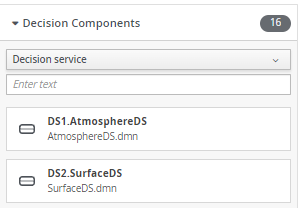 Decision Components 16
Decision service
Enter text
DS1.AtmosphereDS
AtmosphereDS.dmn
DS2.SurfaceDS
SurfaceDS.dmn